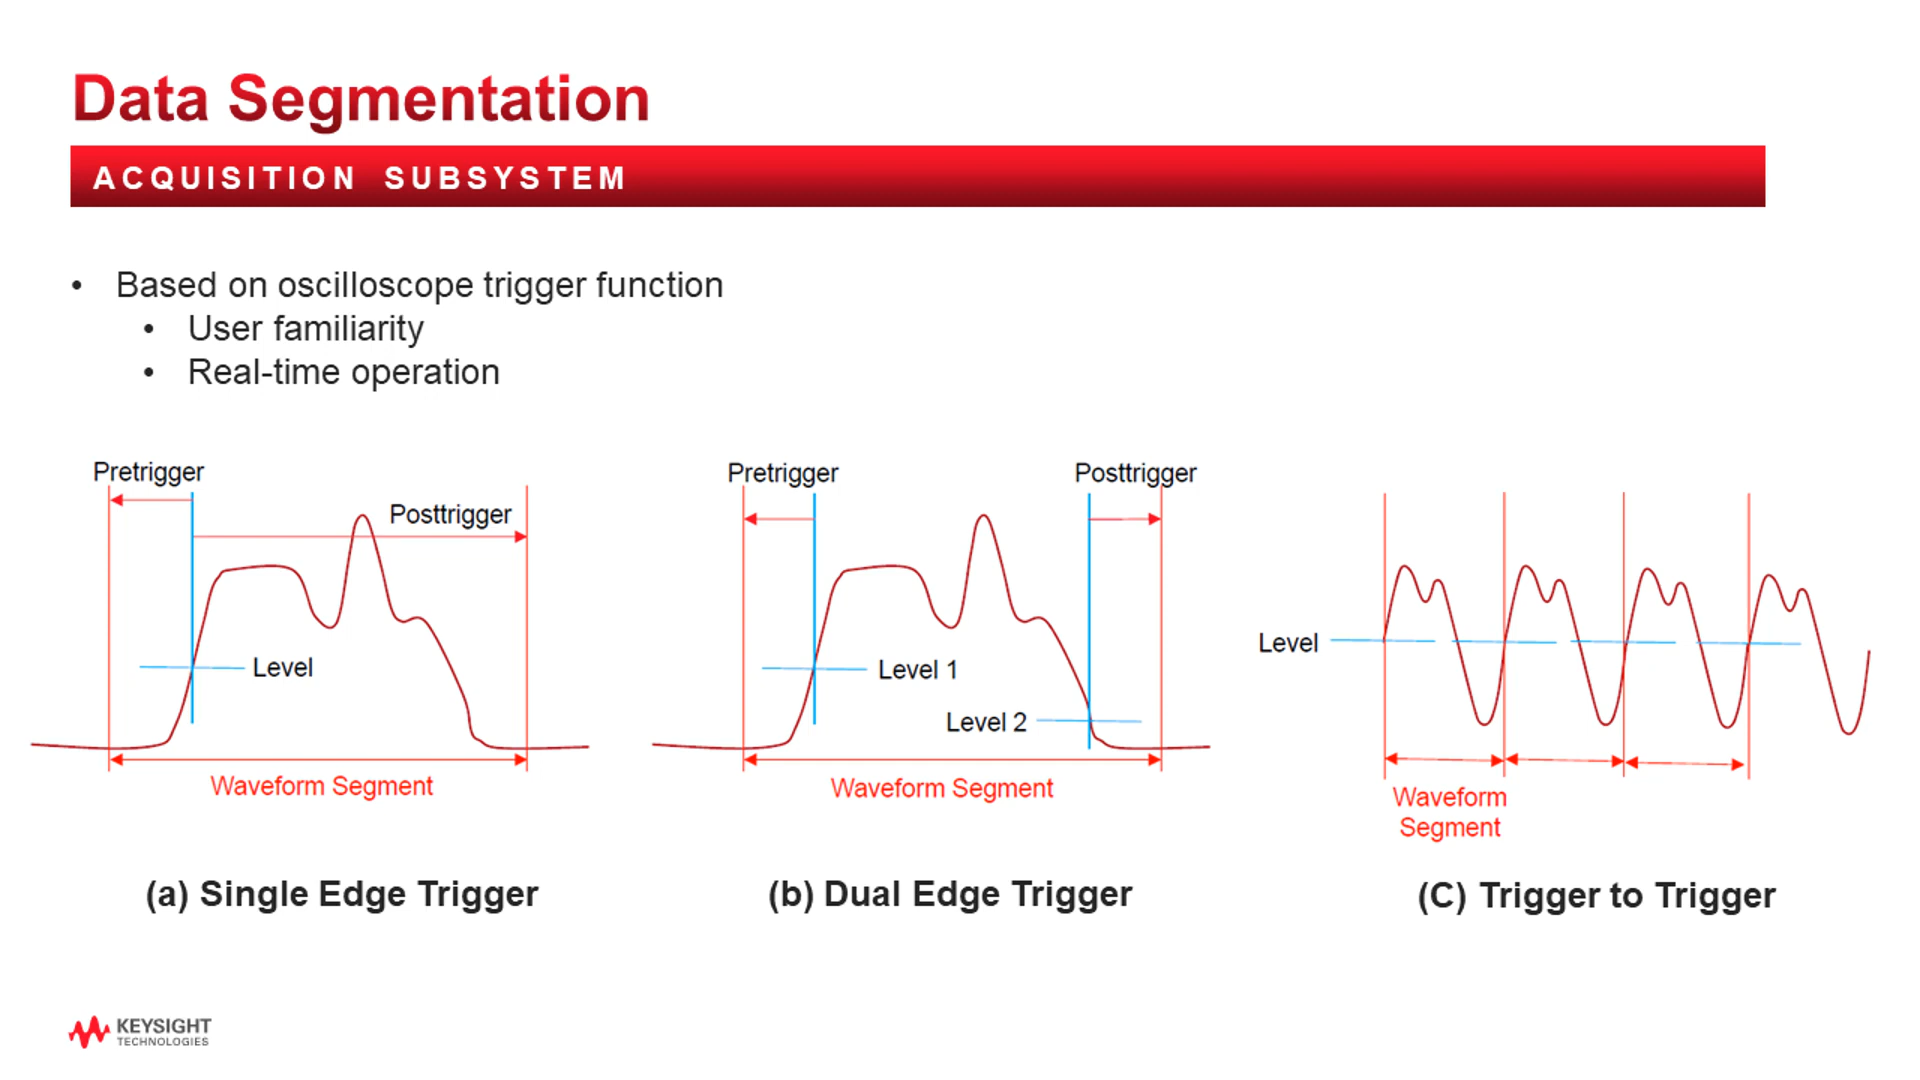 Data Segmentation
ACQUISITION SUBSYSTEM
• Based on oscilloscope trigger function
• User familiarity
• Real-time operation
Pretrigger
Posttrigger
Level
Waveform Segment
(a) Single Edge Trigger
Pretrigger
Posttrigger
Level 1
Level 2
Waveform Segment
(b) Dual Edge Trigger
Level
Waveform
Segment
(C) Trigger to Trigger
KEYSIGHT
TECHNOLOGIES